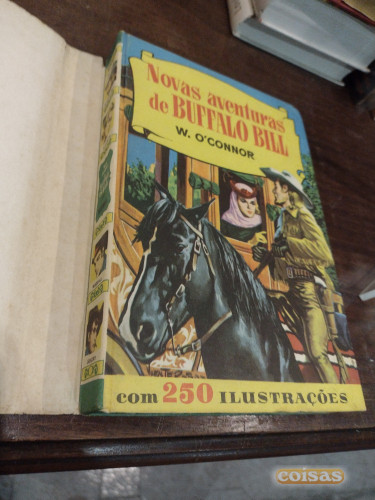 Novas aventuras
de BUFFALO BILL
W. O'CONNOR
com 250 ILUSTRAÇÕES
coisas